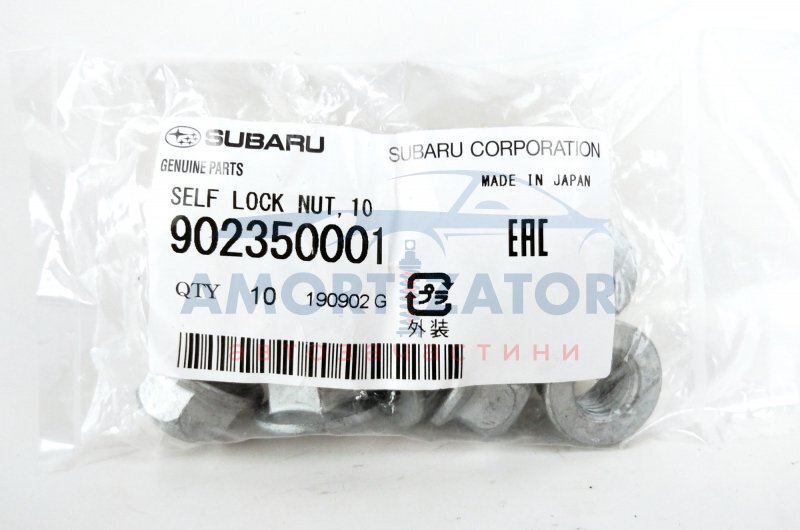 SUBARU
GENUINE PARTS
SUBARU CORPORATION
MADE IN JAPAN
SELF LOCK NUT, 10
902350001
EAC
QTY 10 190902 G
プラ
外装
AMORTIZATOR
автозапчастини